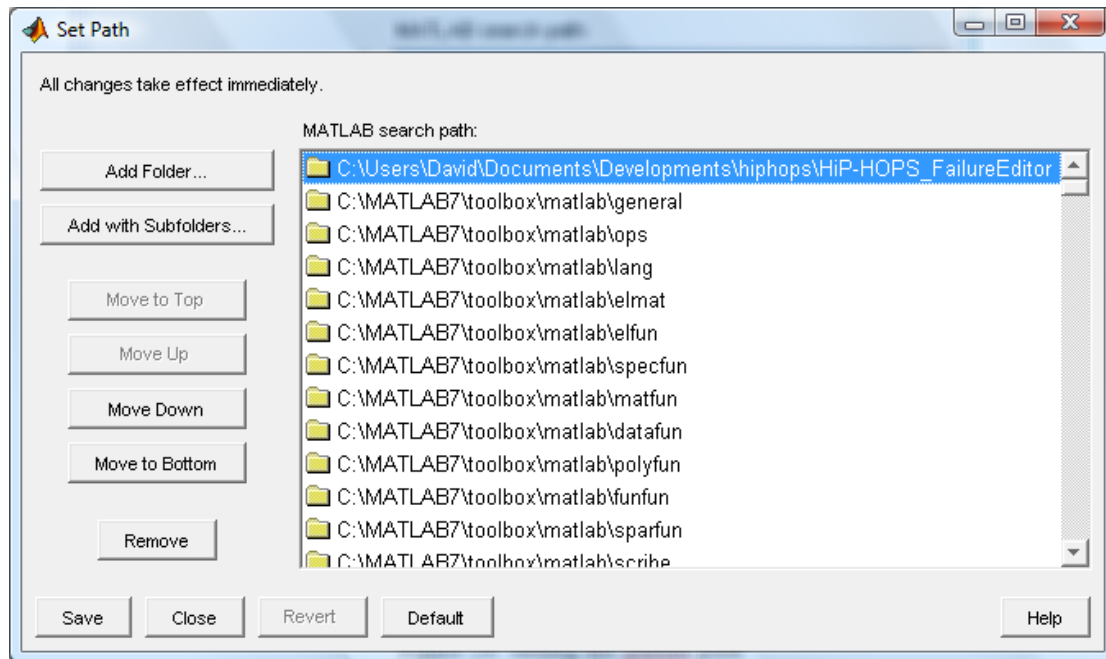 Set Path
All changes take effect immediately.
MATLAB search path:
Add Folder...
Add with Subfolders...
Move to Top
Move Up
Move Down
Move to Bottom
Remove
C:\Users\David\Documents\Developments\hiphops\HiP-HOPS_FailureEditor
C:\MATLAB7\toolbox\matlab\general
C:\MATLAB7\toolbox\matlab\ops
C:\MATLAB7\toolbox\matlab\lang
C:\MATLAB7\toolbox\matlab\elmat
C:\MATLAB7\toolbox\matlab\elfun
C:\MATLAB7\toolbox\matlab\specfun
C:\MATLAB7\toolbox\matlab\matfun
C:\MATLAB7\toolbox\matlab\datafun
C:\MATLAB7\toolbox\matlab\polyfun
C:\MATLAB7\toolbox\matlab\funfun
C:\MATLAB7\toolbox\matlab\sparfun
C:\MATLAB7\toolbox\matlab\scribe
Save
Close
Revert
Default
Help